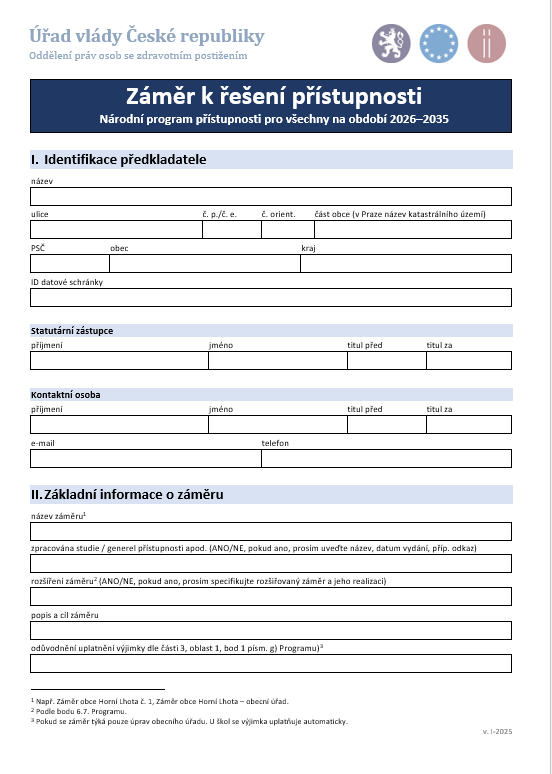 Úřad vlády České republiky
Oddělení práv osob se zdravotním postižením
Záměr k řešení přístupnosti
Národní program přístupnosti pro všechny na období 2026–2035
I. Identifikace předkladatele
název
ulice č. p./č. e. č. orient. část obce (v Praze název katastrálního území)
PSČ obec kraj
ID datové schránky
Statutární zástupce
příjmení jméno titul před titul za
Kontaktní osoba
příjmení jméno titul před titul za
e-mail telefon
II. Základní informace o záměru
název záměru¹
zpracována studie / generel přístupnosti apod. (ANO/NE, pokud ano, prosím uveďte název, datum vydání, příp. odkaz)
rozšíření záměru² (ANO/NE, pokud ano, prosím specifikujte rozšiřovaný záměr a jeho realizaci)
popis a cíl záměru
odůvodnění uplatnění výjimky dle části 3, oblast 1, bod 1 písm. g) Programu)³
¹ Např. Záměr obce Horní Lhota č. 1, Záměr obce Horní Lhota – obecní úřad.
² Podle bodu 6.7. Programu.
³ Pokud se záměr týká pouze úprav obecního úřadu. U škol se výjimka uplatňuje automaticky.
v. I-2025